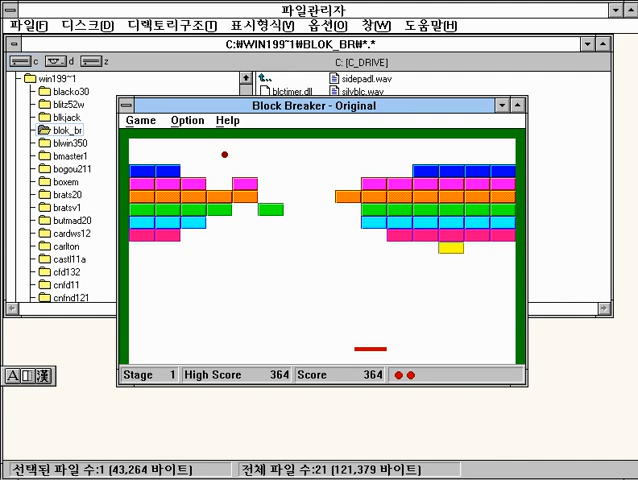 파일관리자
파일(F) 디스크(D) 디렉토리구조(T) 표시형식(V) 옵션(O) 창(W) 도움말(H)
C:₩WIN199~1₩BLOK_BR₩*.*
c d z C: [C_DRIVE]
win199~1
blacko30
blitz52w
blkjack
blok_br
blwin350
bmaster1
bogou211
boxem
brats20
bratsv1
butmad20
cardws12
carlton
castl11a
cfd132
cnfd11
cnfnd121
sidepadl.wav
blctimer.dll silvblc.wav
Block Breaker - Original
Game Option Help
Stage 1 High Score 364 Score 364
A 漢
선택된 파일 수:1 (43,264 바이트) 전체 파일 수:21 (121,379 바이트)